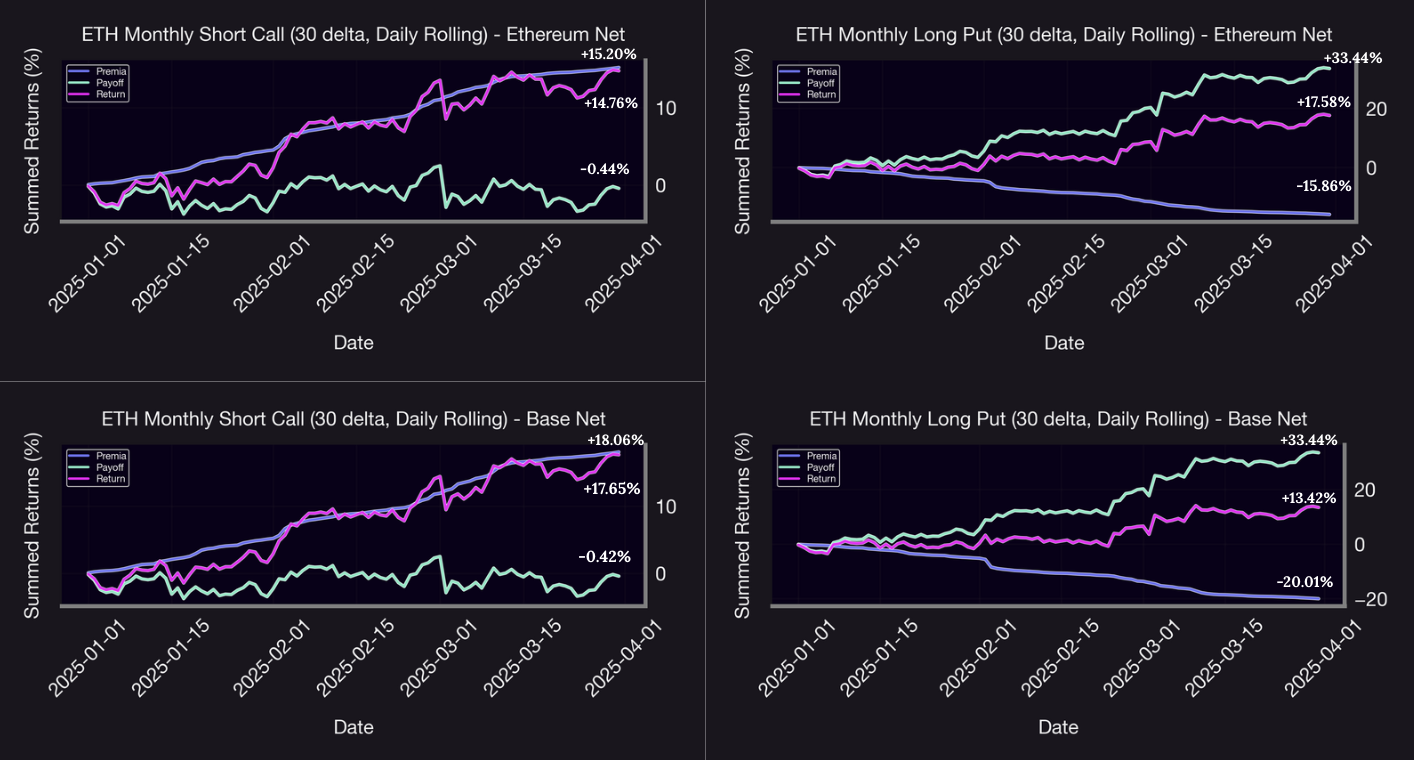 ETH Monthly Short Call (30 delta, Daily Rolling) - Ethereum Net
+15.20%
Summed Returns (%)
Premia
Payoff
Return
+14.76%
10
-0.44%
0
2025-01-01
2025-01-15
2025-02-01
2025-02-15
2025-03-01
2025-03-15
2025-04-01
Date
ETH Monthly Long Put (30 delta, Daily Rolling) - Ethereum Net
+33.44%
Summed Returns (%)
Premia
Payoff
Return
+17.58%
20
0
-15.86%
2025-01-01
2025-01-15
2025-02-01
2025-02-15
2025-03-01
2025-03-15
2025-04-01
Date
ETH Monthly Short Call (30 delta, Daily Rolling) - Base Net
+18.06%
Summed Returns (%)
Premia
Payoff
Return
+17.65%
10
-0.42%
0
2025-01-01
2025-01-15
2025-02-01
2025-02-15
2025-03-01
2025-03-15
2025-04-01
Date
ETH Monthly Long Put (30 delta, Daily Rolling) - Base Net
+33.44%
Summed Returns (%)
Premia
Payoff
Return
20
+13.42%
0
-20.01%
−20
2025-01-01
2025-01-15
2025-02-01
2025-02-15
2025-03-01
2025-03-15
2025-04-01
Date